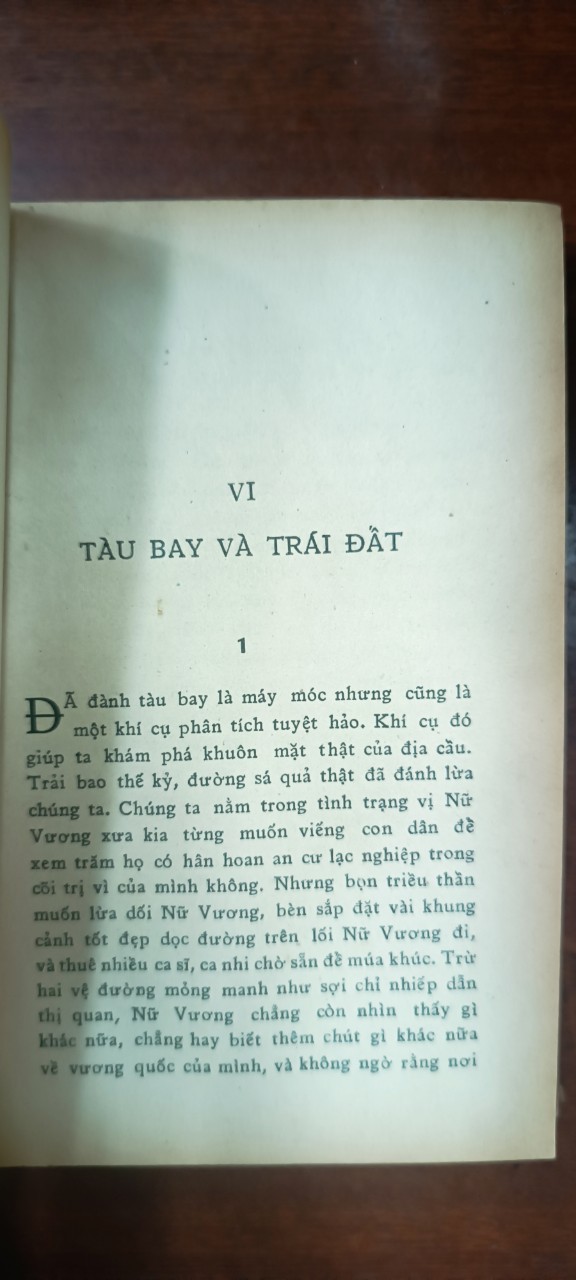 VI
TÀU BAY VÀ TRÁI ĐẤT
1
ĐÃ đành tàu bay là máy móc nhưng cũng là
một khí cụ phân tích tuyệt hảo. Khí cụ đó
giúp ta khám phá khuôn mặt thật của địa cầu.
Trải bao thế kỷ, đường sá quả thật đã đánh lừa
chúng ta. Chúng ta nằm trong tình trạng vị Nữ
Vương xưa kia từng muốn viếng con dân để
xem trăm họ có hân hoan an cư lạc nghiệp trong
cõi trị vì của mình không. Nhưng bọn triều thần
muốn lừa dối Nữ Vương, bèn sắp đặt vài khung
cảnh tốt đẹp dọc đường trên lối Nữ Vương đi,
và thuê nhiều ca sĩ, ca nhi chờ sẵn để múa khúc. Trừ
hai vệ đường mỏng manh như sợi chỉ nhiếp dẫn
thị quan, Nữ Vương chẳng còn nhìn thấy gì
khác nữa, chẳng hay biết thêm chút gì khác nữa
về vương quốc của mình, và không ngờ rằng nơi